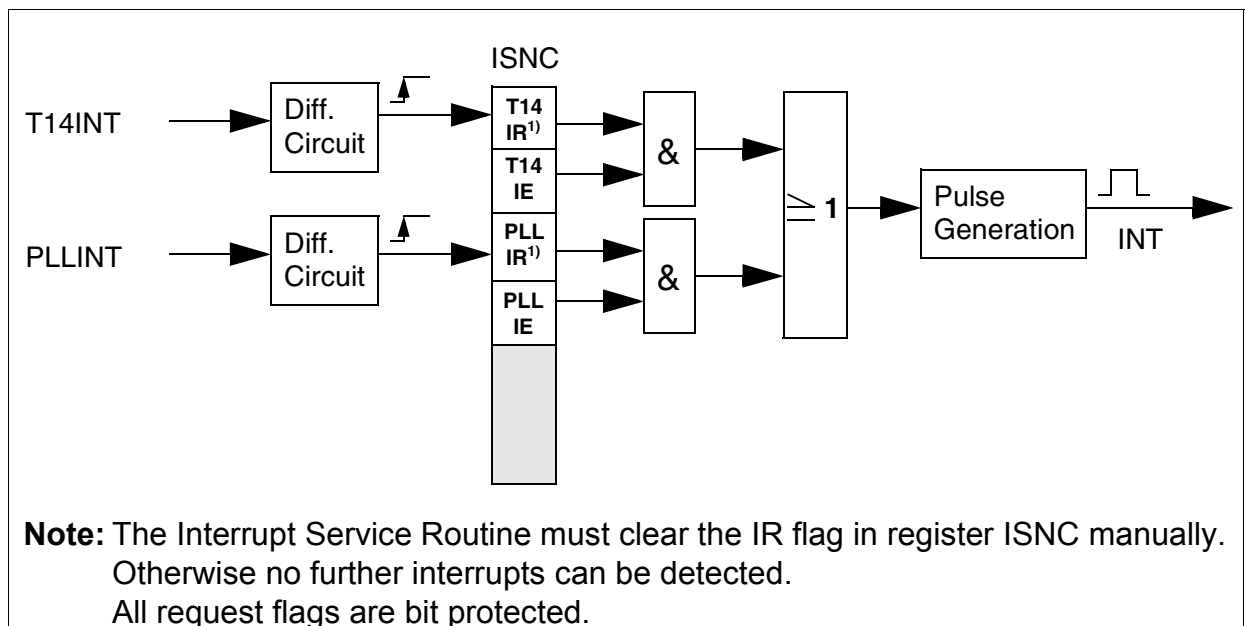 ISNC
T14INT
Diff.
Circuit
T14
IR1)
T14
IE
&
≥ 1
Pulse
Generation
INT
PLLINT
Diff.
Circuit
PLL
IR1)
PLL
IE
&
Note: The Interrupt Service Routine must clear the IR flag in register ISNC manually.
Otherwise no further interrupts can be detected.
All request flags are bit protected.